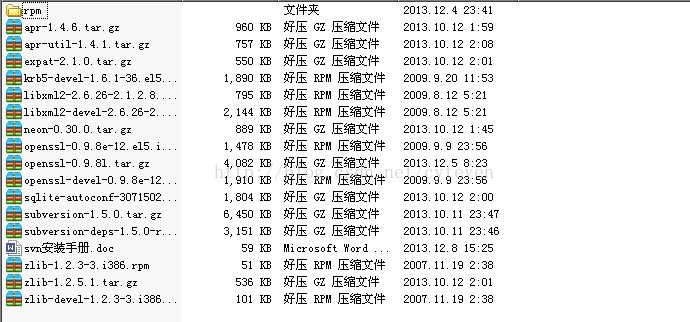 rpm 文件夹 2013.12.4 23:41
apr-1.4.6.tar.gz 960 KB 好压 GZ 压缩文件 2013.10.12 1:59
apr-util-1.4.1.tar.gz 757 KB 好压 GZ 压缩文件 2013.10.12 2:08
expat-2.1.0.tar.gz 550 KB 好压 GZ 压缩文件 2013.10.12 2:01
krb5-devel-1.6.1-36.el5... 1,890 KB 好压 RPM 压缩文件 2009.9.20 11:53
libxml2-2.6.26-2.1.2.8.... 795 KB 好压 RPM 压缩文件 2009.8.12 5:21
libxml2-devel-2.6.26-2.... 2,144 KB 好压 RPM 压缩文件 2009.8.12 5:21
neon-0.30.0.tar.gz 889 KB 好压 GZ 压缩文件 2013.10.12 1:45
openssl-0.9.8e-12.el5.i... 1,478 KB 好压 RPM 压缩文件 2009.9.9 23:56
openssl-0.9.8l.tar.gz 4,082 KB 好压 GZ 压缩文件 2013.12.5 8:23
openssl-devel-0.9.8e-12... 1,910 KB 好压 RPM 压缩文件 2009.9.9 23:56
sqlite-autoconf-3071502... 1,804 KB 好压 GZ 压缩文件 2013.10.12 2:00
subversion-1.5.0.tar.gz 6,450 KB 好压 GZ 压缩文件 2013.10.11 23:47
subversion-deps-1.5.0-r... 3,151 KB 好压 GZ 压缩文件 2013.10.11 23:46
svn安装手册.doc 59 KB Microsoft Word ... 2013.12.8 15:25
zlib-1.2.3-3.i386.rpm 51 KB 好压 RPM 压缩文件 2007.11.19 2:38
zlib-1.2.5.1.tar.gz 536 KB 好压 GZ 压缩文件 2013.10.12 2:01
zlib-devel-1.2.3-3.i386... 101 KB 好压 RPM 压缩文件 2007.11.19 2:38